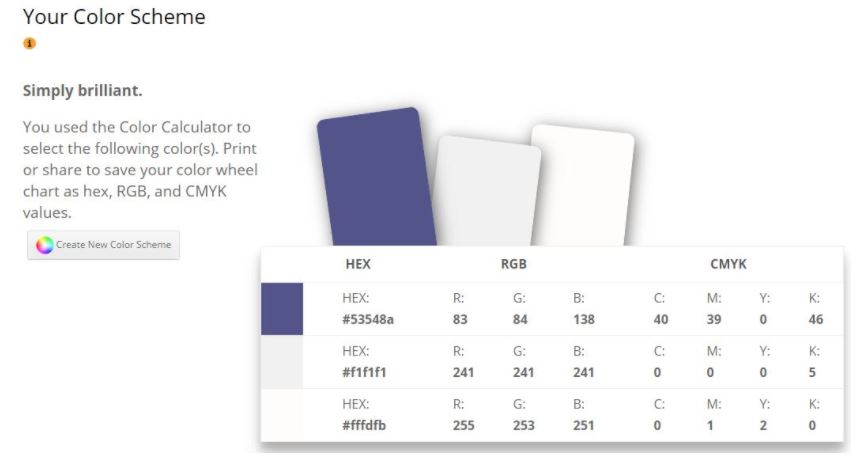 Your Color Scheme
i
Simply brilliant.
You used the Color Calculator to
select the following color(s). Print
or share to save your color wheel
chart as hex, RGB, and CMYK
values.
Create New Color Scheme
HEX RGB CMYK
HEX: R: G: B: C: M: Y: K:
#53548a 83 84 138 40 39 0 46
HEX: R: G: B: C: M: Y: K:
#f1f1f1 241 241 241 0 0 0 5
HEX: R: G: B: C: M: Y: K:
#fffdfb 255 253 251 0 1 2 0